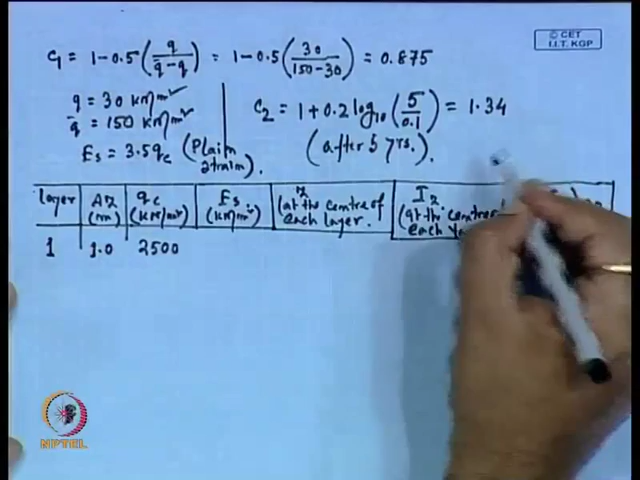 © CET
I.I.T. KGP
C1 = 1-0.5(q/(q̄-q)) = 1-0.5(30/(150-30)) = 0.875
q = 30 kN/m²
q̄ = 150 kN/m²
Es = 3.5qc (Plain strain).
C2 = 1+0.2 log10(5/0.1) = 1.34
(after 5 yrs.).
layer | Δz (m) | qc (kN/m²) | Es (kN/m²) | z (at the centre of each layer. | Iz (at the centre each
1 1.0 2500
NPTEL